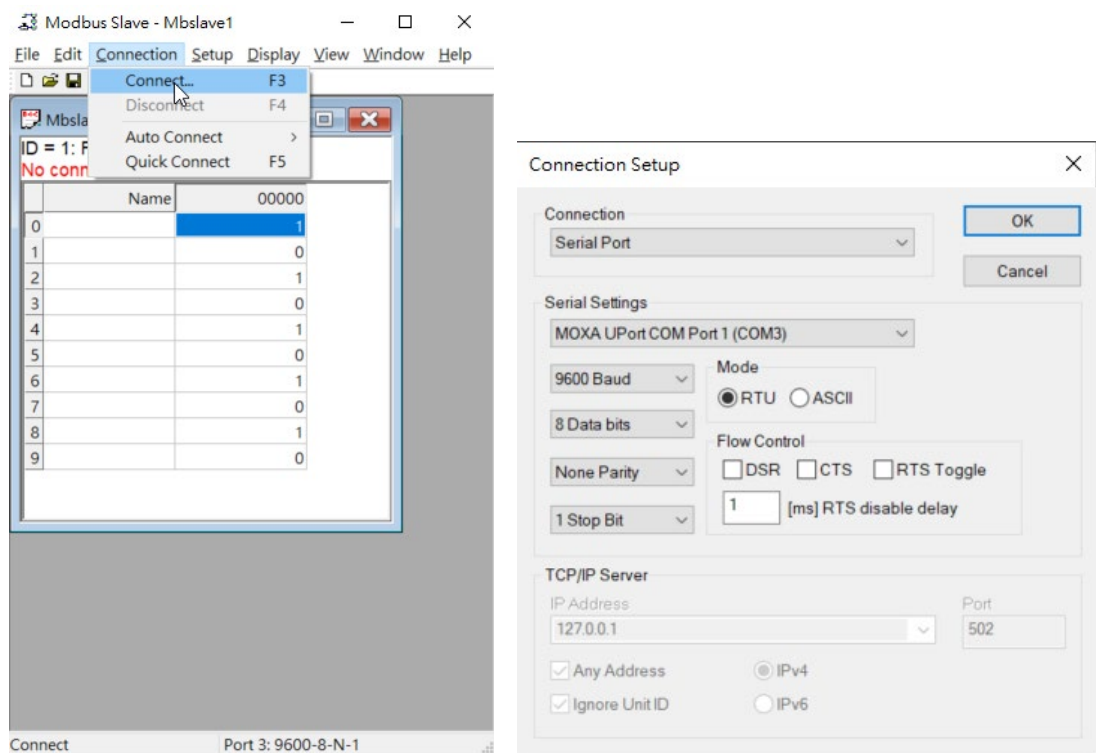 Modbus Slave - Mbslave1
File Edit Connection Setup Display View Window Help
Connect... F3
Disconnect F4
Auto Connect >
Quick Connect F5
Mbsla
ID = 1: F
No conn
Name 00000
0 1
1 0
2 1
3 0
4 1
5 0
6 1
7 0
8 1
9 0
Connect Port 3: 9600-8-N-1
Connection Setup
Connection
Serial Port
OK
Cancel
Serial Settings
MOXA UPort COM Port 1 (COM3)
9600 Baud
Mode
RTU ASCII
8 Data bits
Flow Control
None Parity
DSR CTS RTS Toggle
1 Stop Bit
1 [ms] RTS disable delay
TCP/IP Server
IP Address Port
127.0.0.1 502
Any Address IPv4
Ignore Unit ID IPv6